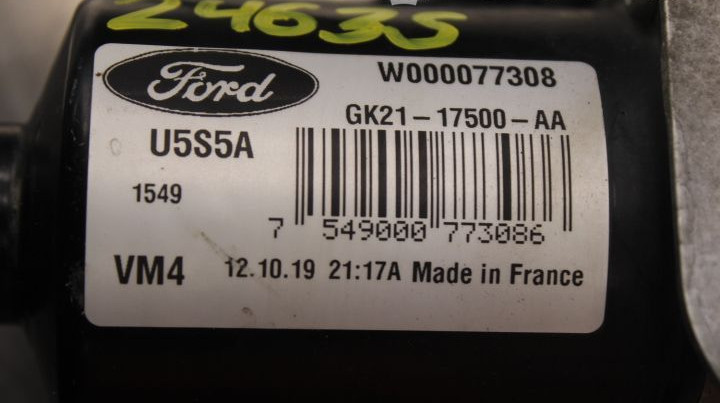 24635
Ford
W000077308
GK21-17500-AA
U5S5A
1549
7 549000 773086
VM4
12.10.19 21:17A Made in France